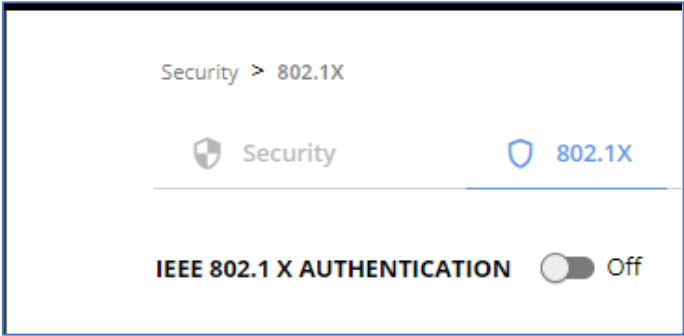 Security > 802.1X
Security 802.1X
IEEE 802.1 X AUTHENTICATION Off